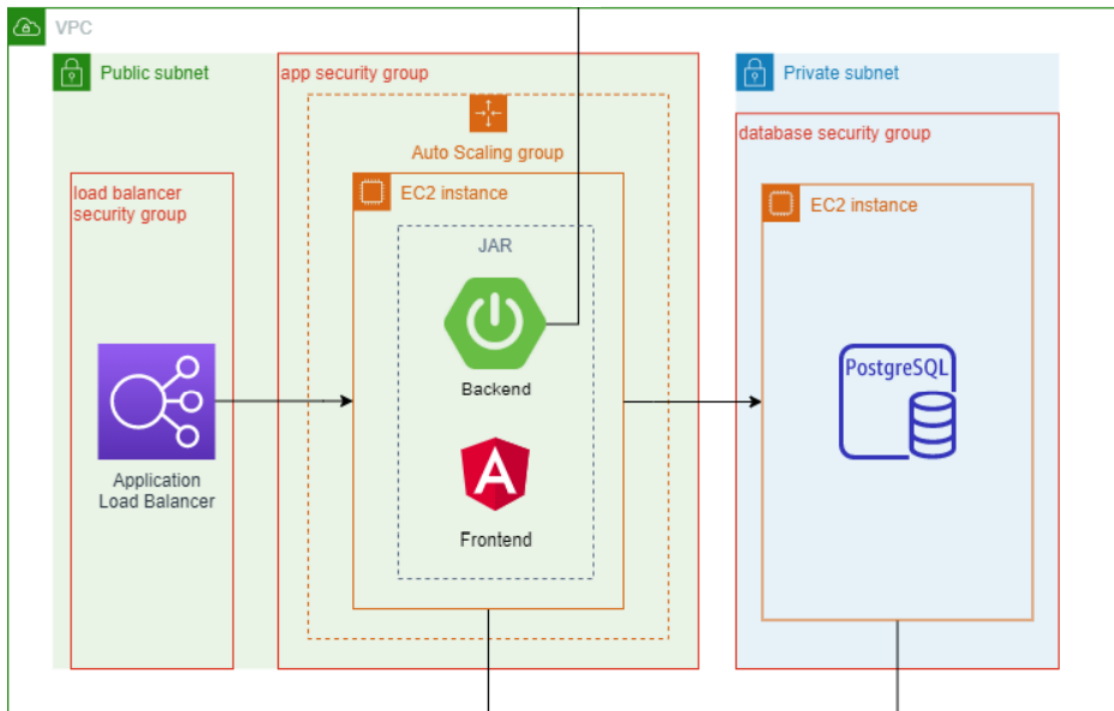 VPC
Public subnet
app security group
Private subnet
Auto Scaling group
database security group
load balancer
security group
EC2 instance
EC2 instance
JAR
Backend
PostgreSQL
Application
Load Balancer
Frontend